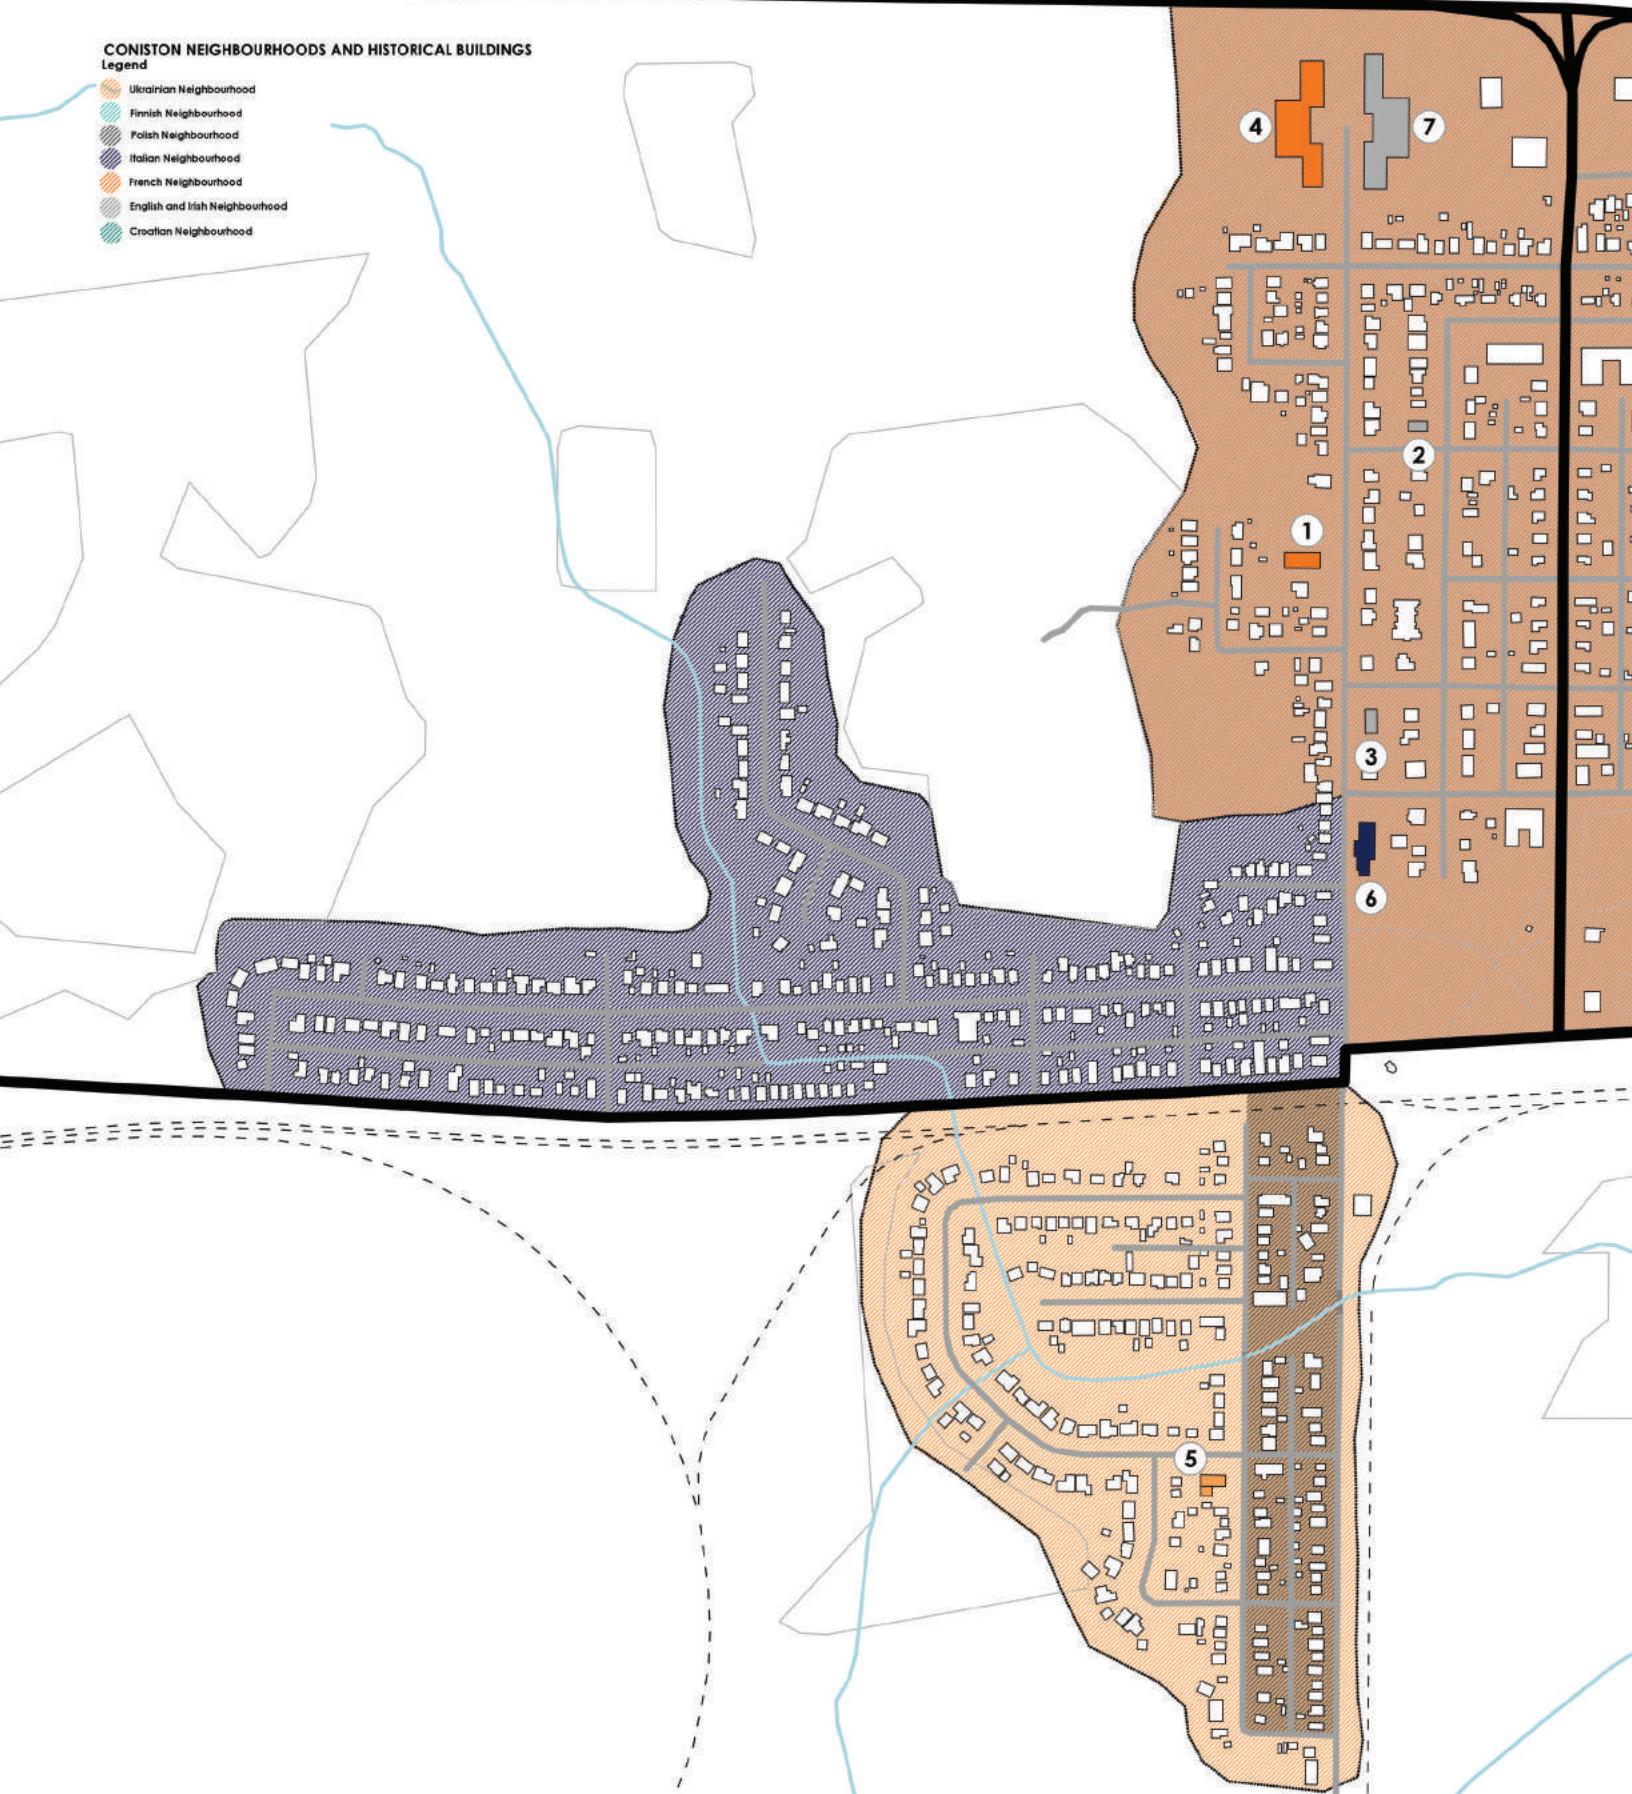 CONISTON NEIGHBOURHOODS AND HISTORICAL BUILDINGS
Legend
Ukrainian Neighbourhood
Finnish Neighbourhood
Polish Neighbourhood
Italian Neighbourhood
French Neighbourhood
English and Irish Neighbourhood
Croatian Neighbourhood
4
7
2
1
3
6
5